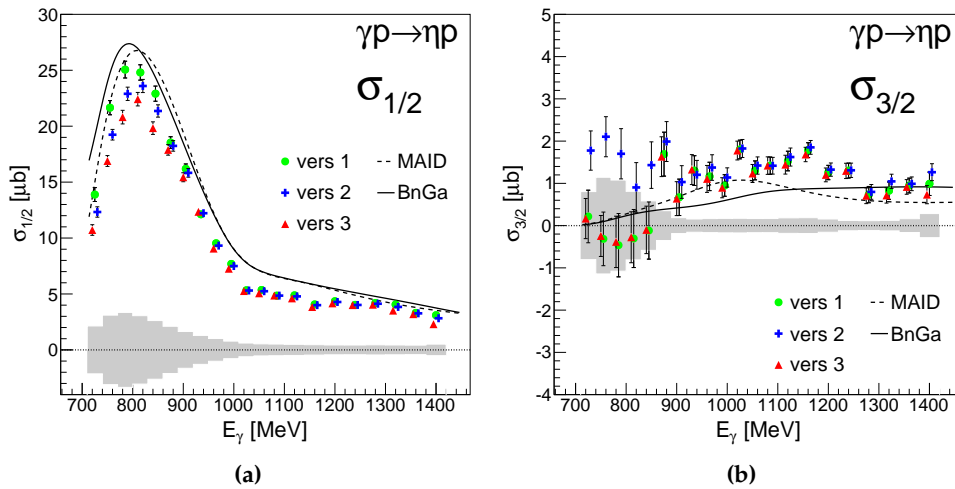 γp→ηp
σ1/2
vers 1
vers 2
vers 3
MAID
BnGa
σ1/2 [μb]
30
25
20
15
10
5
0
700 800 900 1000 1100 1200 1300 1400
Eγ [MeV]
(a)
γp→ηp
σ3/2
σ3/2 [μb]
5
4
3
2
1
0
-1
-2
-3
-4
vers 1
vers 2
vers 3
MAID
BnGa
700 800 900 1000 1100 1200 1300 1400
Eγ [MeV]
(b)